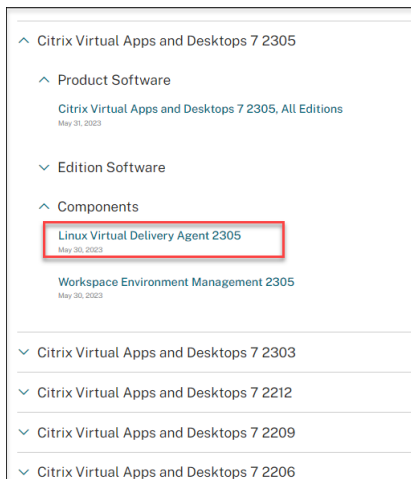 Citrix Virtual Apps and Desktops 7 2305
Product Software
Citrix Virtual Apps and Desktops 7 2305, All Editions
May 31, 2023
Edition Software
Components
Linux Virtual Delivery Agent 2305
May 30, 2023
Workspace Environment Management 2305
May 30, 2023
Citrix Virtual Apps and Desktops 7 2303
Citrix Virtual Apps and Desktops 7 2212
Citrix Virtual Apps and Desktops 7 2209
Citrix Virtual Apps and Desktops 7 2206